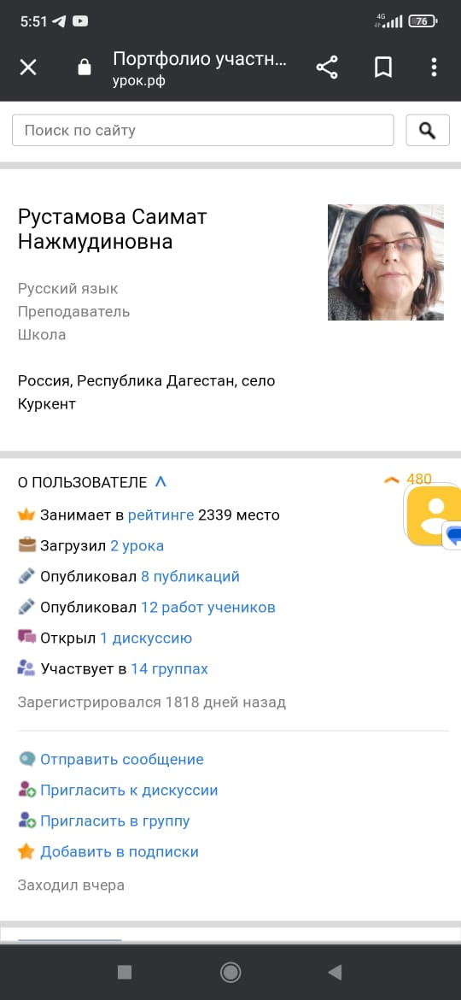 5:51
4G
76
Портфолио участн...
урок.рф
Поиск по сайту
Рустамова Саимат
Нажмудиновна
Русский язык
Преподаватель
Школа
Россия, Республика Дагестан, село
Куркент
О ПОЛЬЗОВАТЕЛЕ
480
Занимает в рейтинге 2339 место
Загрузил 2 урока
Опубликовал 8 публикаций
Опубликовал 12 работ учеников
Открыл 1 дискуссию
Участвует в 14 группах
Зарегистрировался 1818 дней назад
Отправить сообщение
Пригласить к дискуссии
Пригласить в группу
Добавить в подписки
Заходил вчера